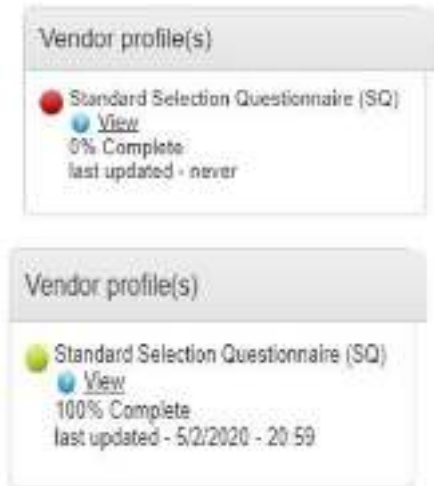 Vendor profile(s)
Standard Selection Questionnaire (SQ)
View
0% Complete
last updated - never
Vendor profile(s)
Standard Selection Questionnaire (SQ)
View
100% Complete
last updated - 5/2/2020 - 20:59